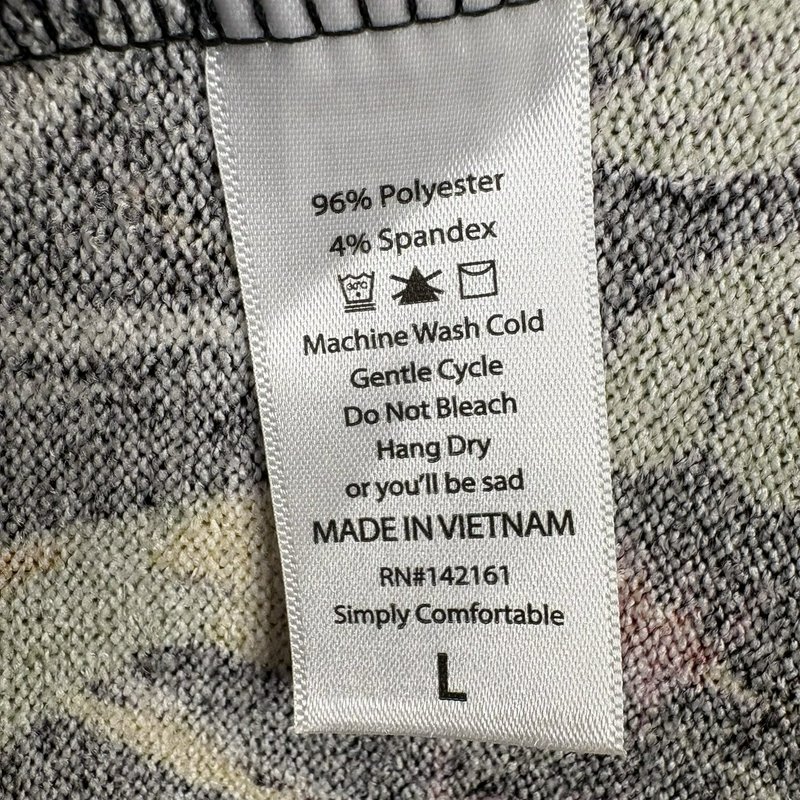 96% Polyester
4% Spandex
30°C
Machine Wash Cold
Gentle Cycle
Do Not Bleach
Hang Dry
or you'll be sad
MADE IN VIETNAM
RN#142161
Simply Comfortable
L